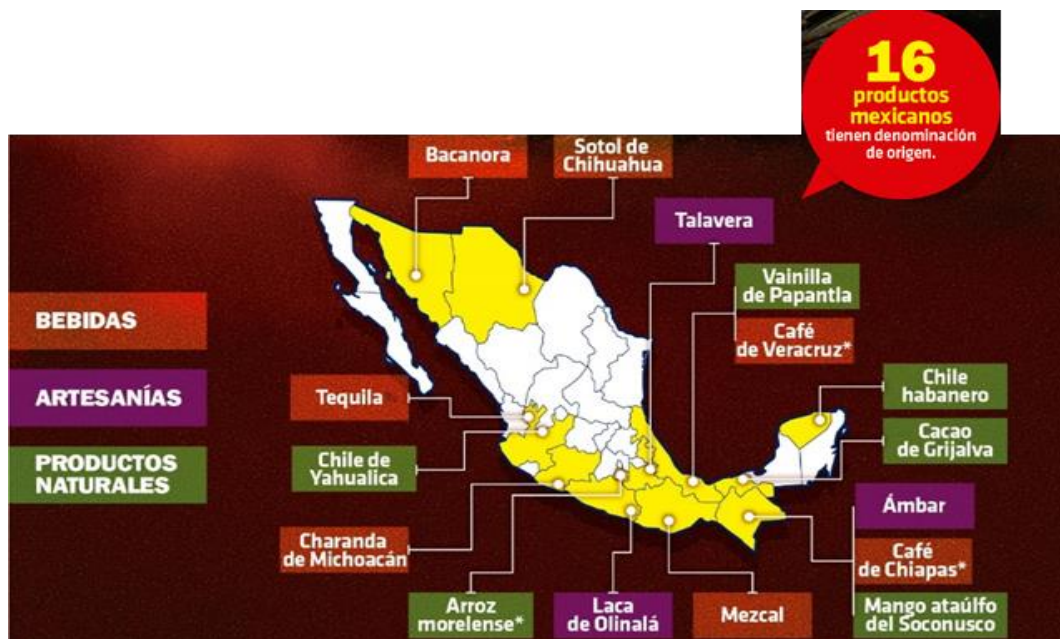 16
productos
mexicanos
tienen denominación
de origen.
Bacanora
Sotol de
Chihuahua
Talavera
Vainilla
de Papantla
Café
de Veracruz*
BEBIDAS
ARTESANÍAS
PRODUCTOS
NATURALES
Tequila
Chile de
Yahualica
Charanda
de Michoacán
Arroz
morelense*
Laca
de Olinalá
Mezcal
Chile
habanero
Cacao
de Grijalva
Ámbar
Café
de Chiapas*
Mango ataúlfo
del Soconusco